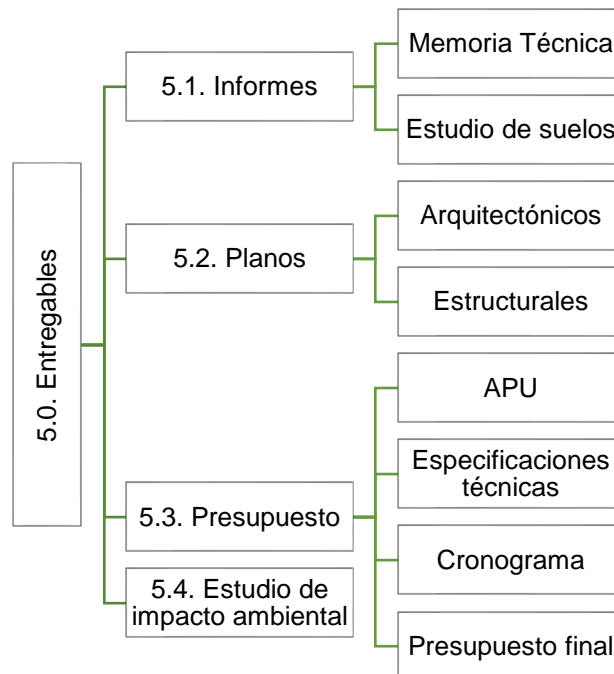 5.0. Entregables
5.1. Informes
Memoria Técnica
Estudio de suelos
5.2. Planos
Arquitectónicos
Estructurales
5.3. Presupuesto
APU
Especificaciones
técnicas
Cronograma
Presupuesto final
5.4. Estudio de
impacto ambiental